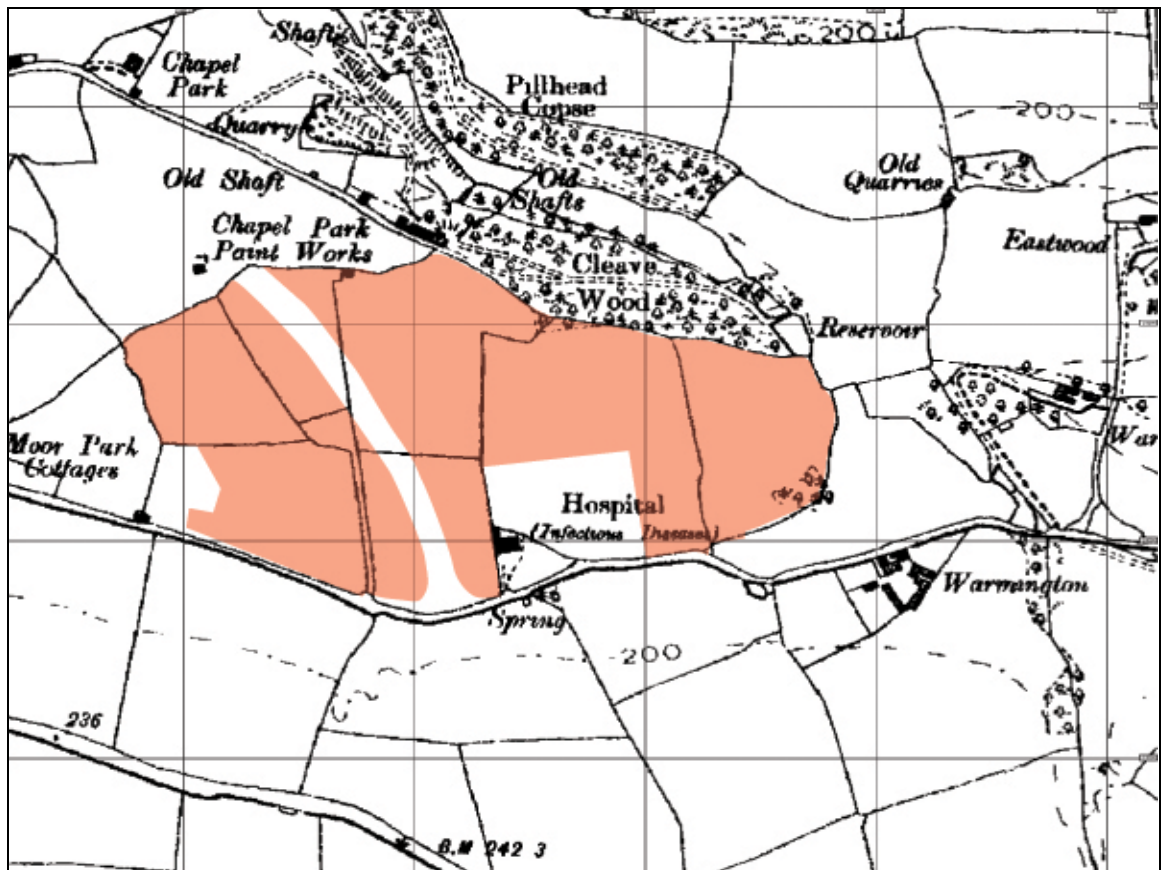 Shafts
200
Chapel
Park
Pillhead
Copse
200
Quarry
Old
Quarries
Old Shaft
Old
Shafts
Chapel Park
Paint Works
Eastwood
Cleave
Wood
Reservoir
Moor Park
Cottages
War
Hospital
(Infectious Diseases)
Warmington
Spring
200
236
B.M 242 3